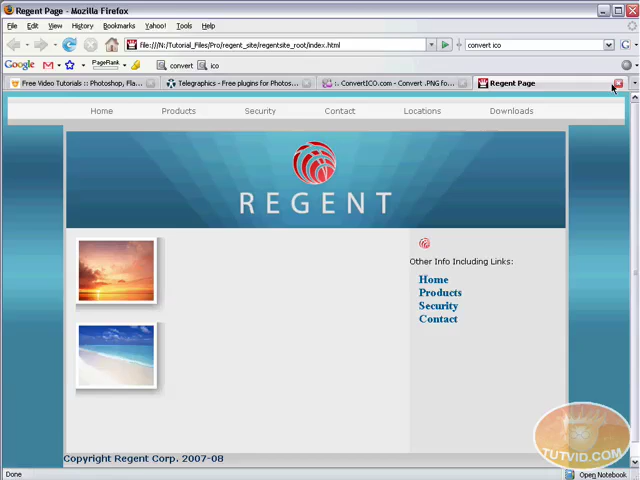 Regent Page - Mozilla Firefox
File Edit View History Bookmarks Yahoo! Tools Help
file:///N:/Tutorial_Files/Pro/regent_site/regentsite_root/index.html convert ico
Google PageRank convert ico
Free Video Tutorials :: Photoshop, Fla... Telegraphics - Free plugins for Photos... :. ConvertICO.com - Convert .PNG fo... Regent Page
Home Products Security Contact Locations Downloads
REGENT
Other Info Including Links:
Home
Products
Security
Contact
TUTVID.COM
Copyright Regent Corp. 2007-08
Done Open Notebook